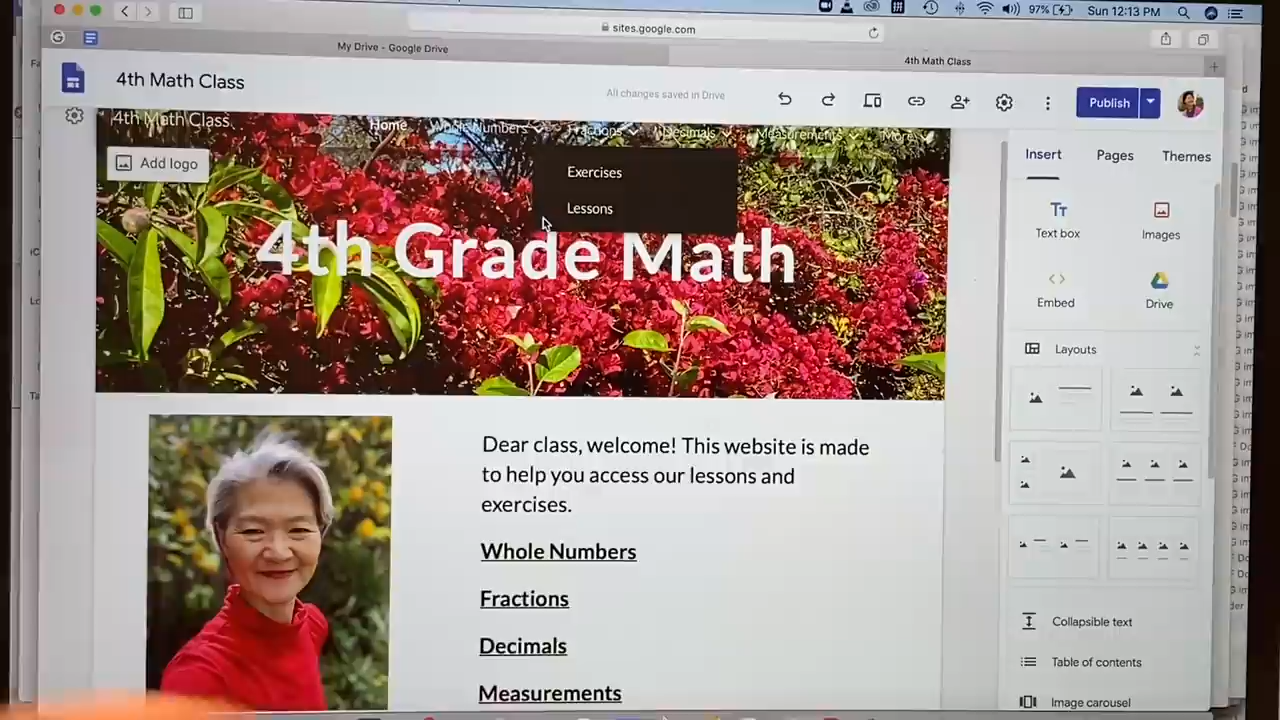 97%
Sun 12:13 PM
sites.google.com
My Drive - Google Drive
4th Math Class
4th Math Class
All changes saved in Drive
Publish
4th Math Class
Home
Whole Numbers
Fractions
Decimals
Measurements
More
Insert
Pages
Themes
Add logo
Exercises
Lessons
4th Grade Math
Text box
Images
Embed
Drive
Layouts
Dear class, welcome! This website is made
to help you access our lessons and
exercises.
Whole Numbers
Fractions
Decimals
Measurements
Collapsible text
Table of contents
Image carousel